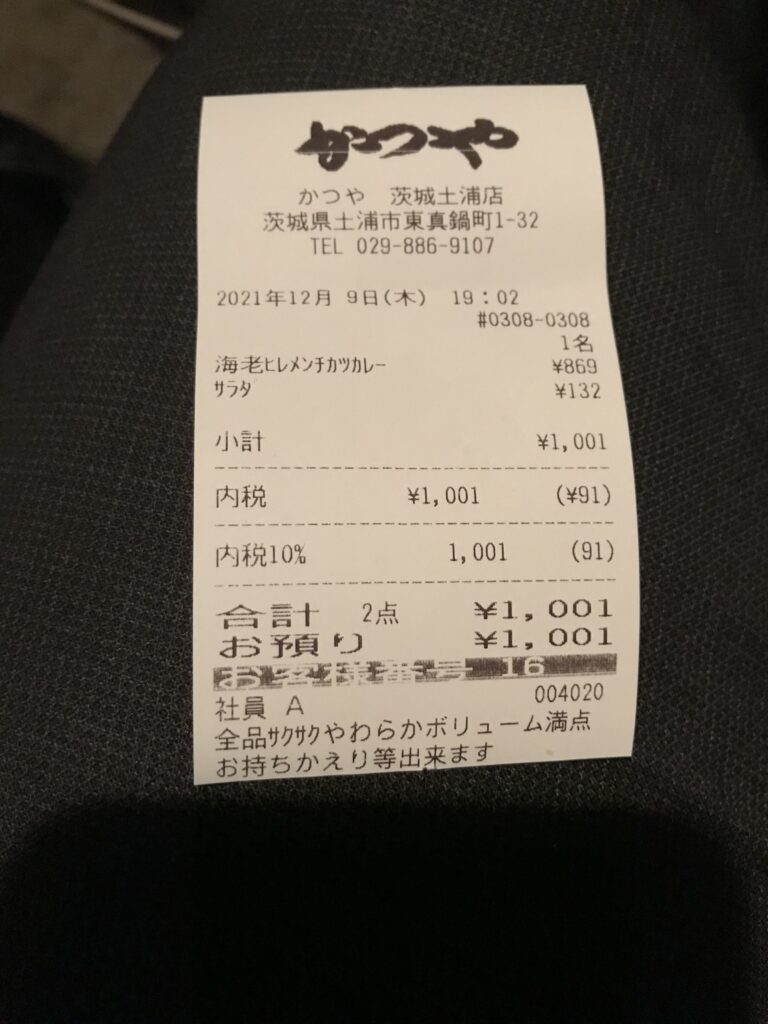 かつや
かつや 茨城土浦店
茨城県土浦市東真鍋町1-32
TEL 029-886-9107
2021年12月 9日(木) 19:02
#0308-0308
1名
海老ﾋﾚﾒﾝﾁｶﾂｶﾚｰ ¥869
ｻﾗﾀﾞ ¥132
小計 ¥1,001
内税 ¥1,001 (¥91)
内税10% 1,001 (91)
合計 2点 ¥1,001
お預り ¥1,001
お客様番号 16
社員 A 004020
全品ｻｸｻｸやわらかボリューム満点
お持ちかえり等出来ます